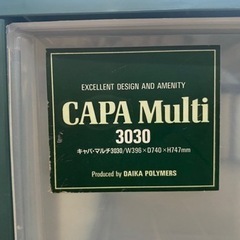 EXCELLENT DESIGN AND AMENITY
CAPA Multi
3030
キャパ・マルチ3030/W396×D740×H747mm
Produced by DAIKA POLYMERS